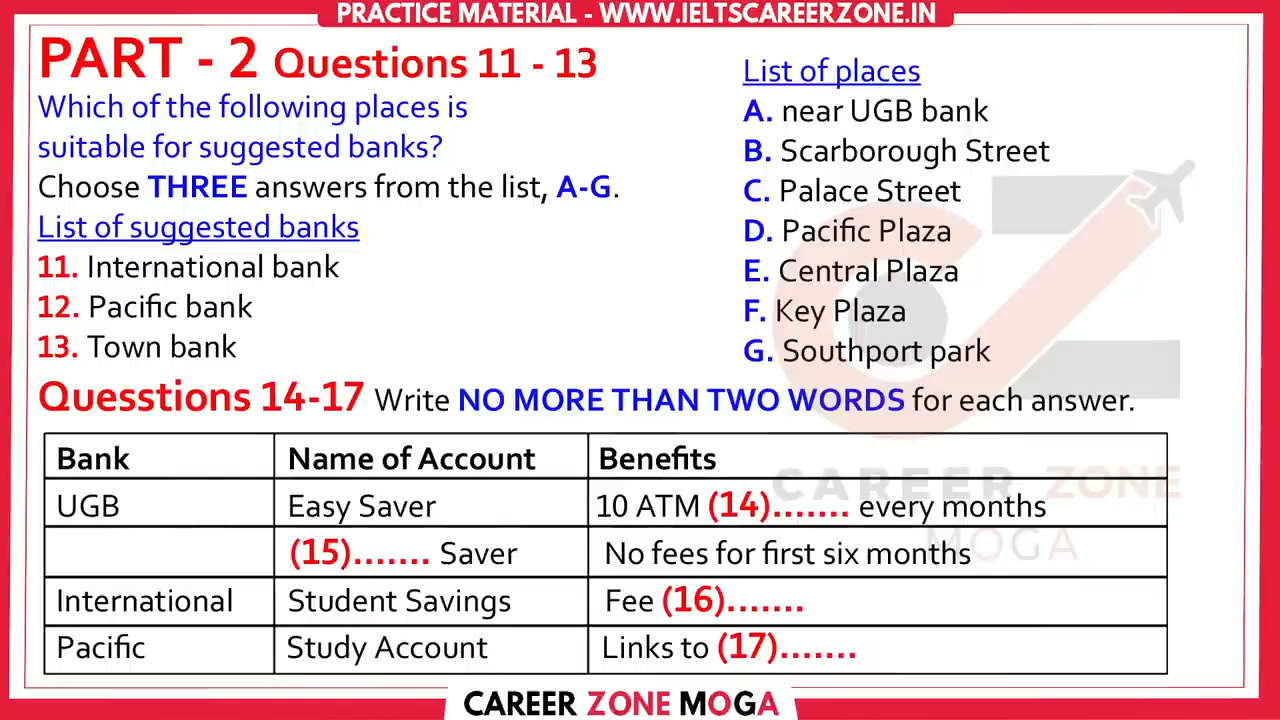 PRACTICE MATERIAL - WWW.IELTSCAREERZONE.IN
PART - 2 Questions 11 - 13
Which of the following places is
suitable for suggested banks?
Choose THREE answers from the list, A-G.
List of suggested banks
11. International bank
12. Pacific bank
13. Town bank
List of places
A. near UGB bank
B. Scarborough Street
C. Palace Street
D. Pacific Plaza
E. Central Plaza
F. Key Plaza
G. Southport park
Quesstions 14-17 Write NO MORE THAN TWO WORDS for each answer.
Bank Name of Account Benefits
UGB Easy Saver 10 ATM (14)....... every months
(15)....... Saver No fees for first six months
International Student Savings Fee (16).......
Pacific Study Account Links to (17).......
CAREER ZONE
MOGA
CAREER ZONE MOGA